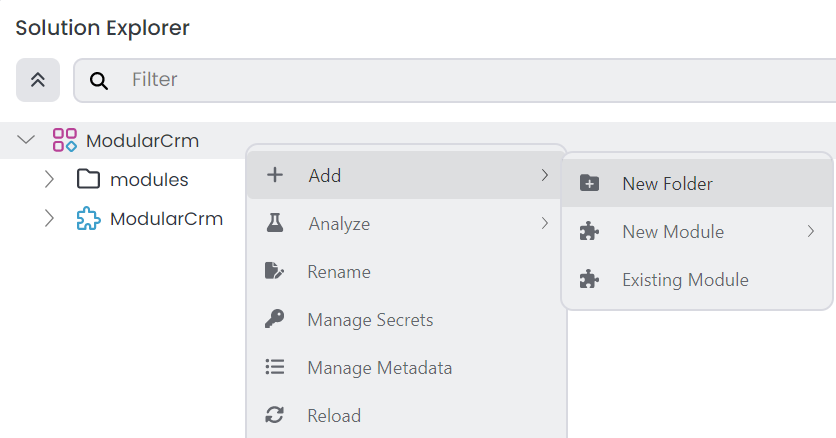 Solution Explorer
Filter
ModularCrm
modules
ModularCrm
Add
Analyze
Rename
Manage Secrets
Manage Metadata
Reload
New Folder
New Module
Existing Module